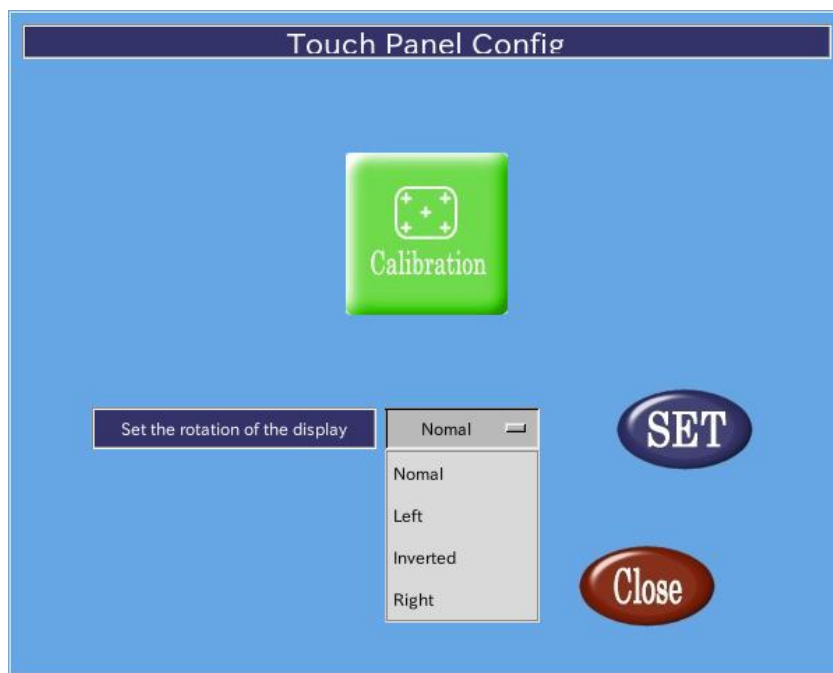 Touch Panel Config
Calibration
Set the rotation of the display
Nomal
SET
Nomal
Left
Inverted
Right
Close